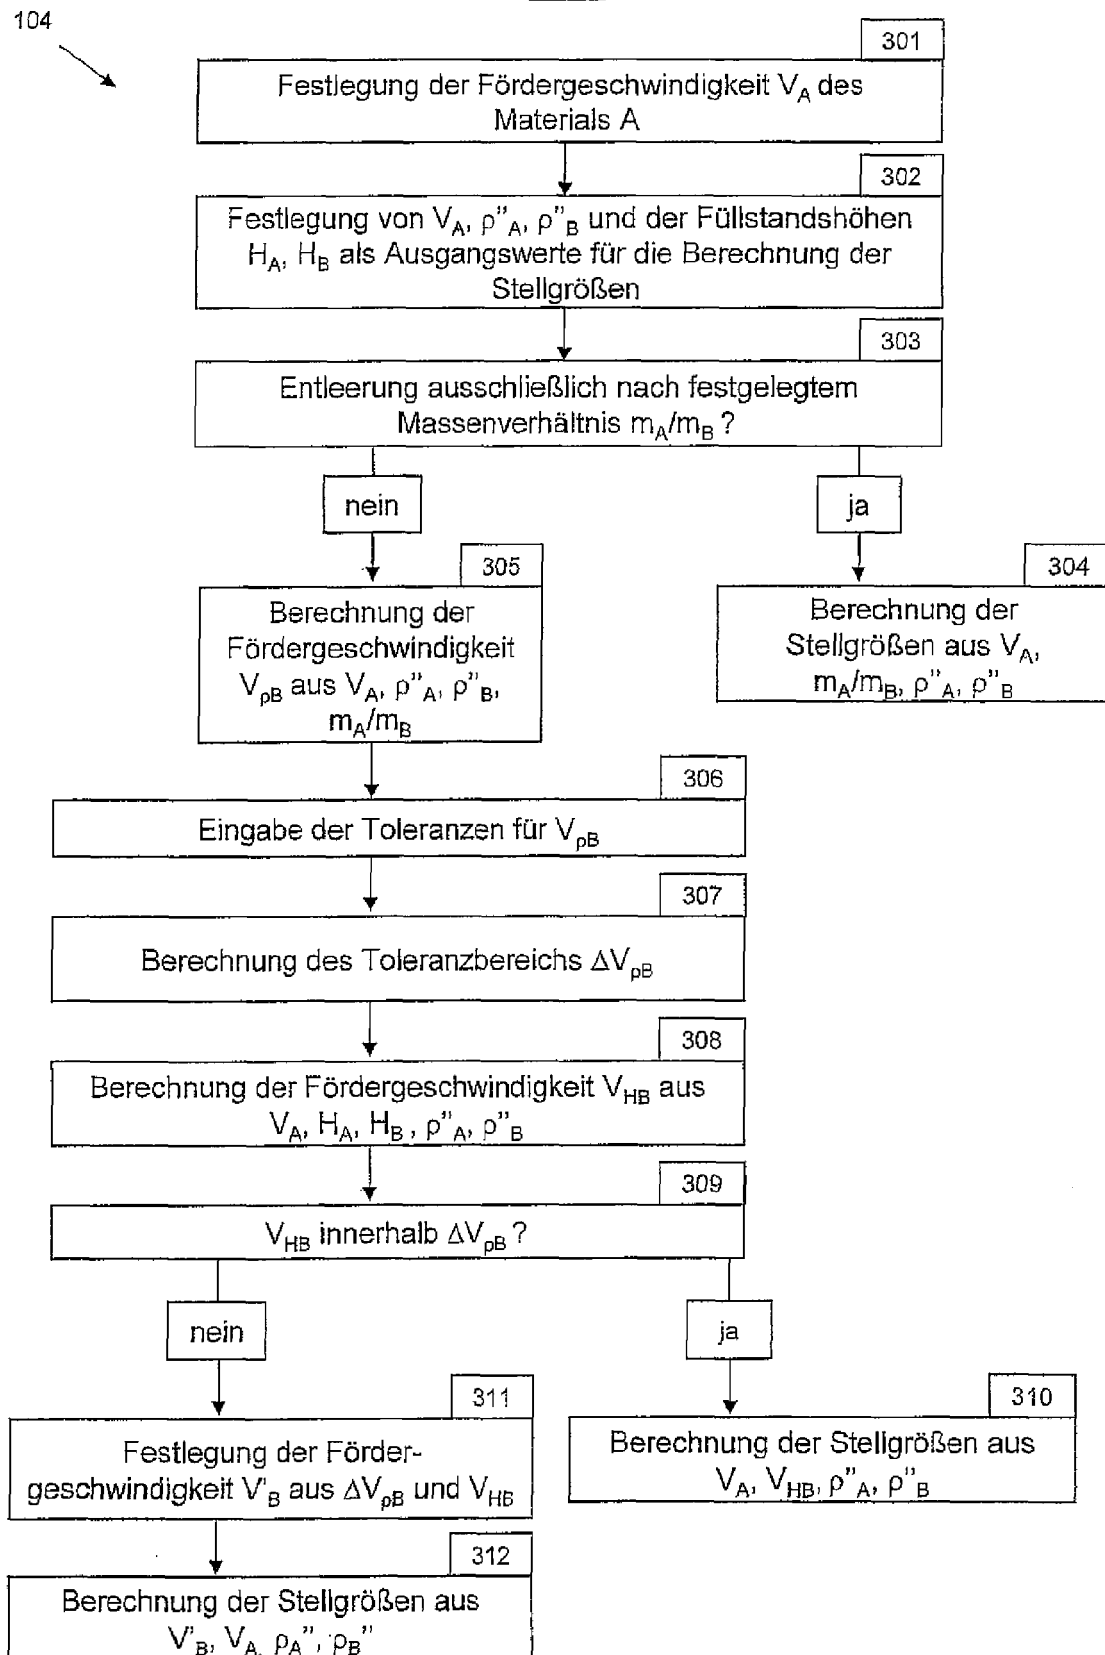 104
301
Festlegung der Fördergeschwindigkeit V_A des
Materials A
302
Festlegung von V_A, ρ''_A, ρ''_B und der Füllstandshöhen
H_A, H_B als Ausgangswerte für die Berechnung der
Stellgrößen
303
Entleerung ausschließlich nach festgelegtem
Massenverhältnis m_A/m_B ?
nein
ja
305
Berechnung der
Fördergeschwindigkeit
V_ρB aus V_A, ρ''_A, ρ''_B,
m_A/m_B
304
Berechnung der
Stellgrößen aus V_A,
m_A/m_B, ρ''_A, ρ''_B
306
Eingabe der Toleranzen für V_ρB
307
Berechnung des Toleranzbereichs ΔV_ρB
308
Berechnung der Fördergeschwindigkeit V_HB aus
V_A, H_A, H_B, ρ''_A, ρ''_B
309
V_HB innerhalb ΔV_ρB ?
nein
ja
311
Festlegung der Förder-
geschwindigkeit V'_B aus ΔV_ρB und V_HB
310
Berechnung der Stellgrößen aus
V_A, V_HB, ρ''_A, ρ''_B
312
Berechnung der Stellgrößen aus
V'_B, V_A, ρ_A'', ρ_B''